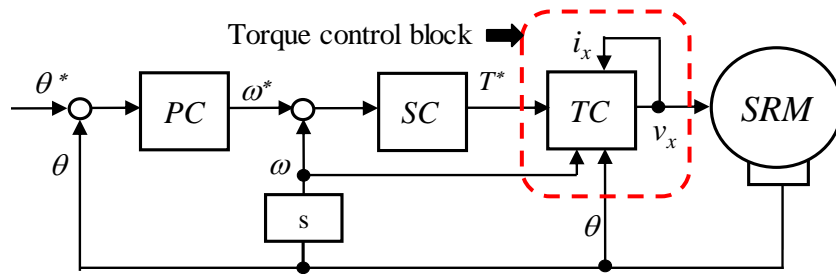 Torque control block
i_x
θ*
PC
ω*
SC
T*
TC
SRM
v_x
θ
ω
s
θ